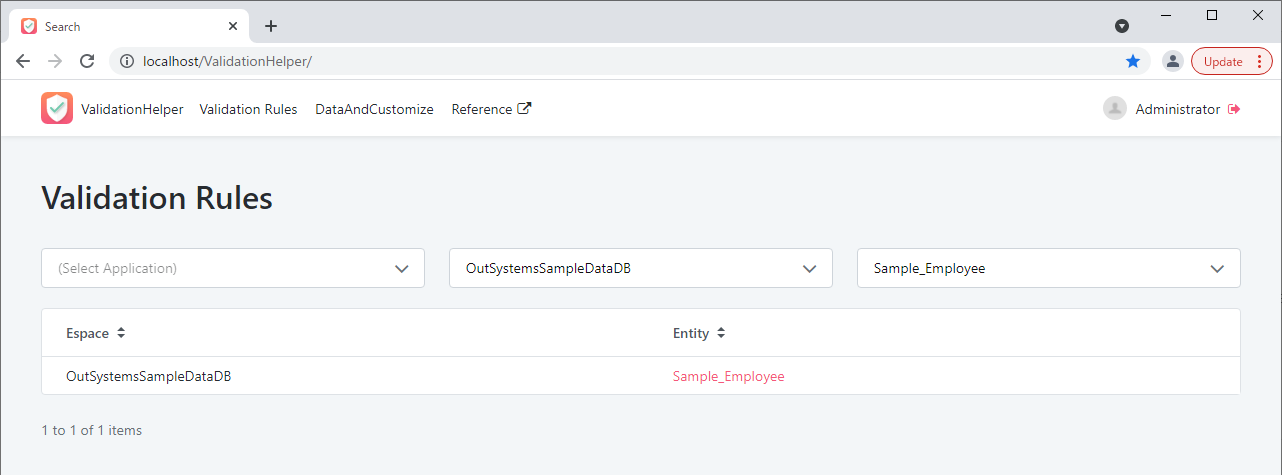 Search
localhost/ValidationHelper/
Update
ValidationHelper Validation Rules DataAndCustomize Reference Administrator
Validation Rules
(Select Application) OutSystemsSampleDataDB Sample_Employee
Espace Entity
OutSystemsSampleDataDB Sample_Employee
1 to 1 of 1 items